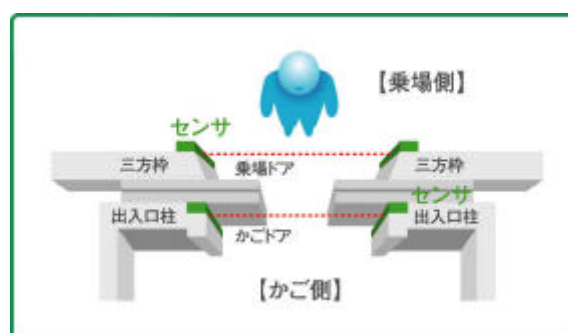 【乗場側】
センサ
三方枠
乗場ドア
三方枠
センサ
出入口柱
出入口柱
かごドア
【かご側】